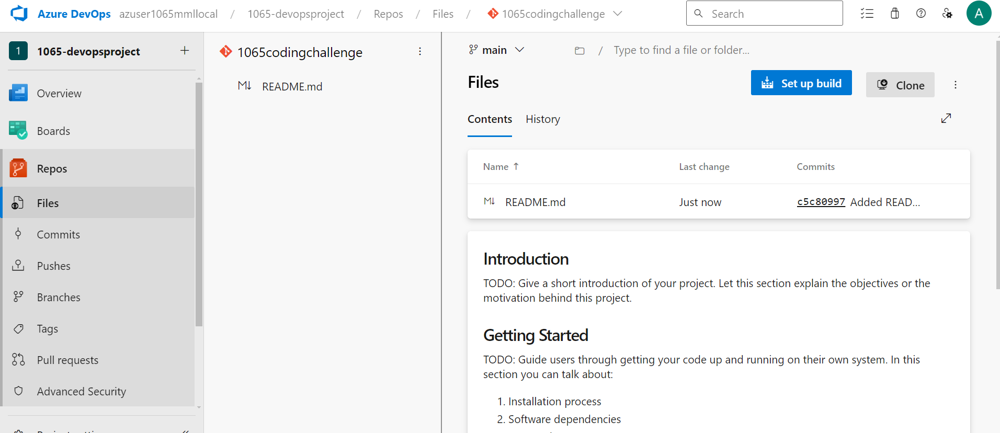 Azure DevOps azuser1065mmllocal / 1065-devopsproject / Repos / Files / 1065codingchallenge
Search
A
1 1065-devopsproject +
Overview
Boards
Repos
Files
Commits
Pushes
Branches
Tags
Pull requests
Advanced Security
1065codingchallenge
M↓ README.md
main
/ Type to find a file or folder...
Files
Set up build
Clone
Contents History
Name ↑ Last change Commits
M↓ README.md Just now c5c80997 Added READ...
Introduction
TODO: Give a short introduction of your project. Let this section explain the objectives or the
motivation behind this project.
Getting Started
TODO: Guide users through getting your code up and running on their own system. In this
section you can talk about:
1. Installation process
2. Software dependencies